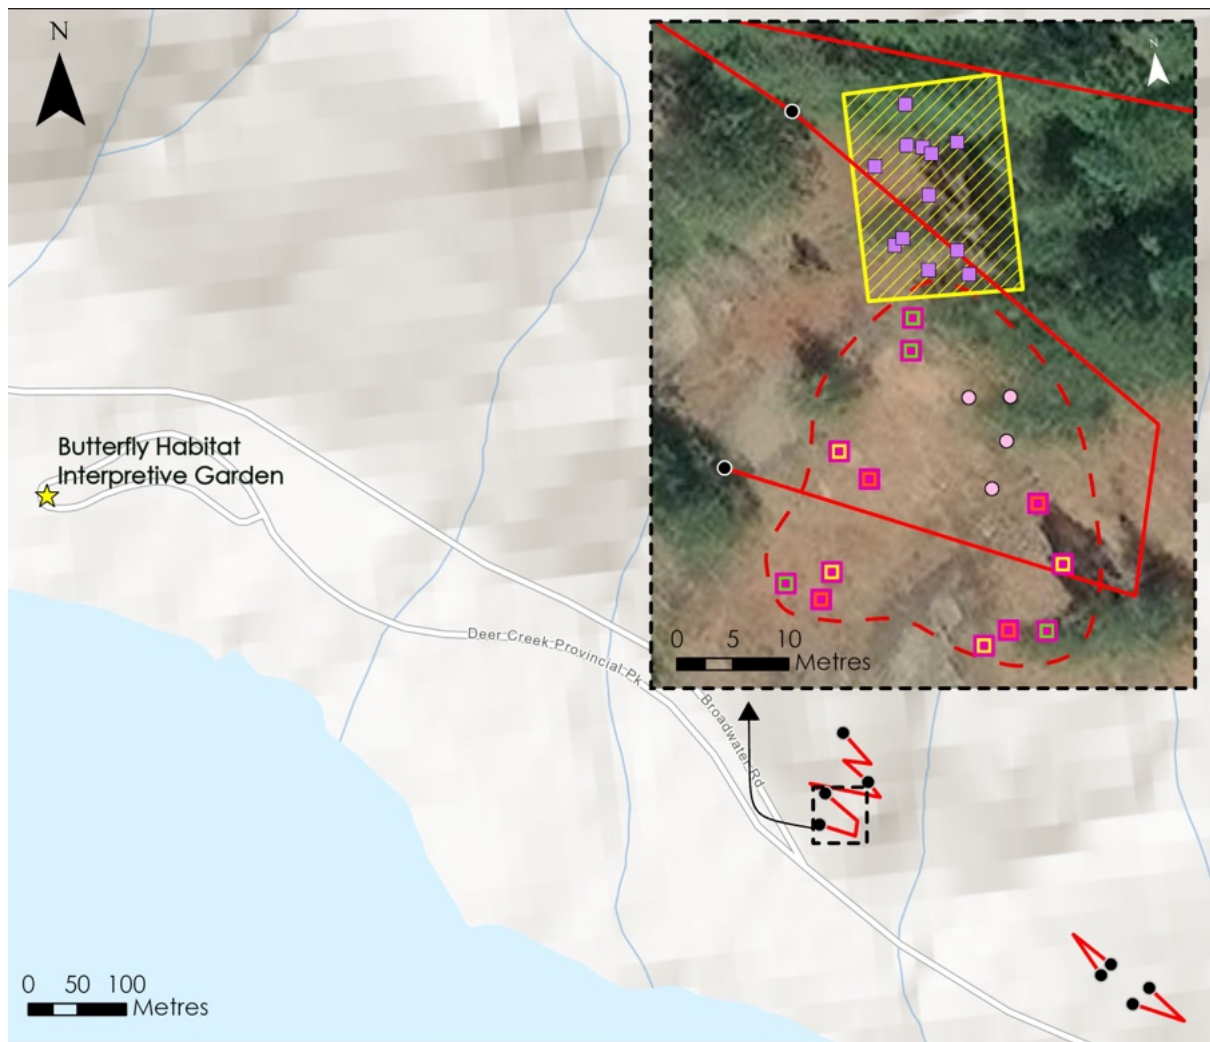 N
N
Butterfly Habitat
Interpretive Garden
Deer Creek Provincial Pk
Broadwater Rd
0 5 10
Metres
0 50 100
Metres